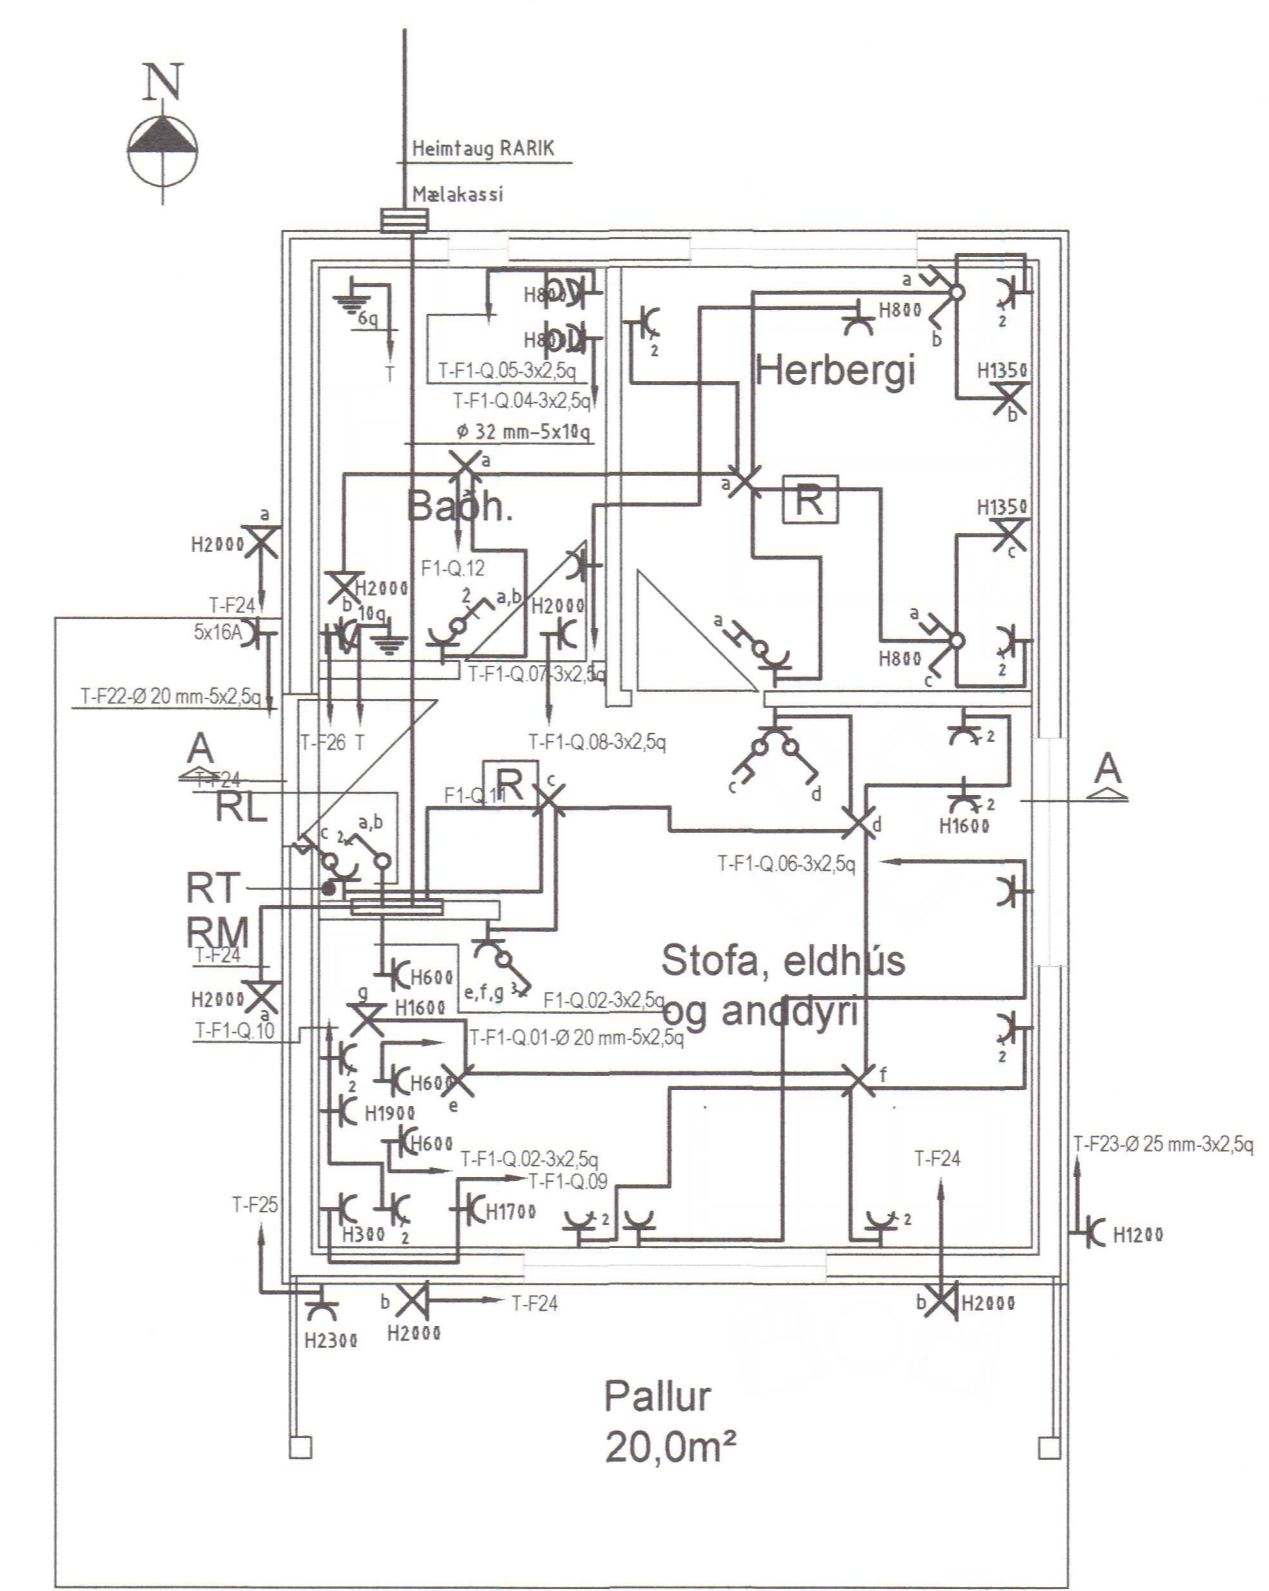 N
Heimtaug RARIK
Mælakassi
6q
T
H800
H800
T-F1-Q.05-3x2,5q
T-F1-Q.04-3x2,5q
Ø 32 mm-5x10q
2
a
H800
b
2
Herbergi
H1350
b
a
Baðh.
a
R
H1350
c
a
H2000
F1-Q.12
H2000
b
10q
2
a,b
H2000
T-F24
5x16A
a
a
H800
c
2
T-F1-Q.07-3x2,5q
T-F22-Ø 20 mm-5x2,5q
T-F26
T
T-F1-Q.08-3x2,5q
2
A
T-F24
RL
R
c
F1-Q.11
c
d
d
2
H1600
A
c
2
a,b
T-F1-Q.06-3x2,5q
RT
RM
T-F24
H2000
a
Stofa, eldhús
og anddyri
H600
e,f,g
3
F1-Q.02-3x2,5q
g
H1600
T-F1-Q.10
T-F1-Q.01-Ø 20 mm-5x2,5q
2
H600
e
f
2
H1900
H600
T-F1-Q.02-3x2,5q
T-F1-Q.09
T-F24
T-F23-Ø 25 mm-3x2,5q
T-F25
H300
2
H1700
2
2
H1200
b
H2000
T-F24
b
H2000
H2300
Pallur
20,0m²